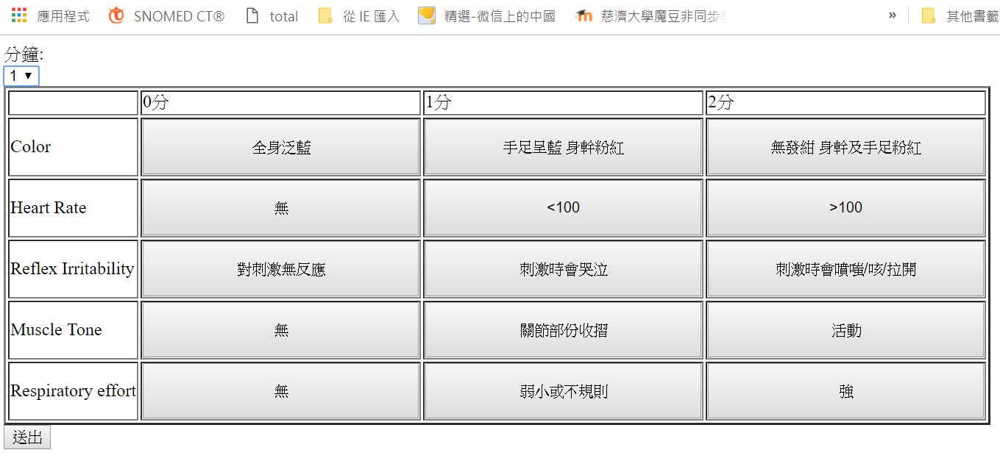 應用程式 SNOMED CT® total 從 IE 匯入 精選-微信上的中國 慈濟大學魔豆非同步 » 其他書籤
分鐘:
1 ▼
0分 1分 2分
Color 全身泛藍 手足呈藍 身幹粉紅 無發紺 身幹及手足粉紅
Heart Rate 無 <100 >100
Reflex Irritability 對刺激無反應 刺激時會哭泣 刺激時會噴嗤/咳/拉開
Muscle Tone 無 關節部份收摺 活動
Respiratory effort 無 弱小或不規則 強
送出